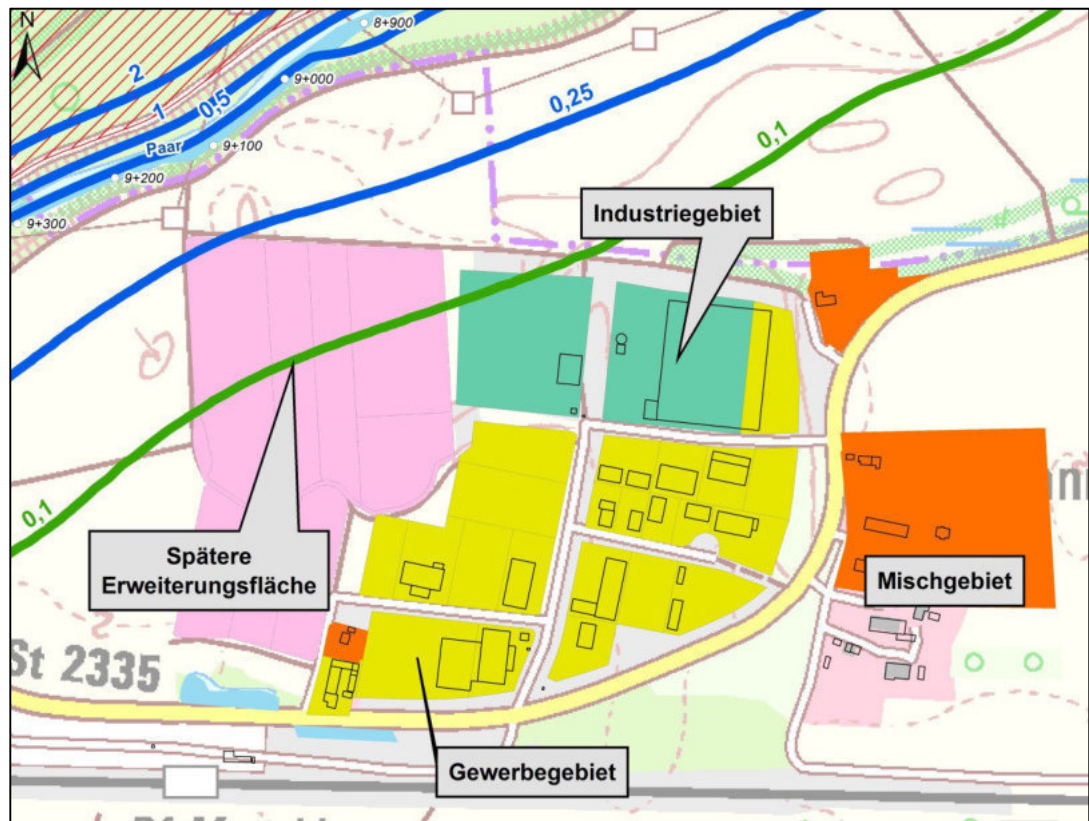 N
8+900
2
9+000
1
0,5
0,25
0,1
Paar
9+100
9+200
9+300
Industriegebiet
0,1
Spätere
Erweiterungsfläche
Mischgebiet
St 2335
Gewerbegebiet